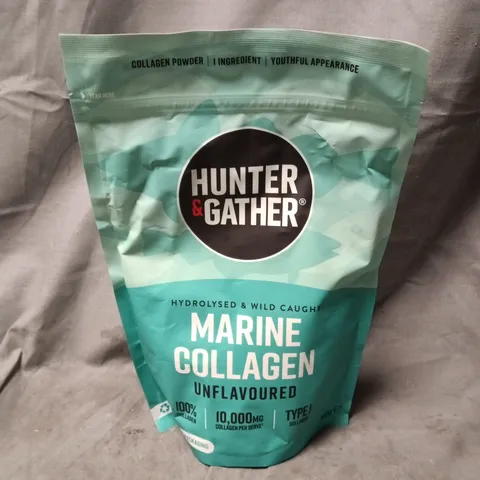 COLLAGEN POWDER | 1 INGREDIENT | YOUTHFUL APPEARANCE
HUNTER
&GATHER®
HYDROLYSED & WILD CAUGHT
MARINE
COLLAGEN
UNFLAVOURED
100% 10,000MG TYPE
COLLAGEN PER SERVE